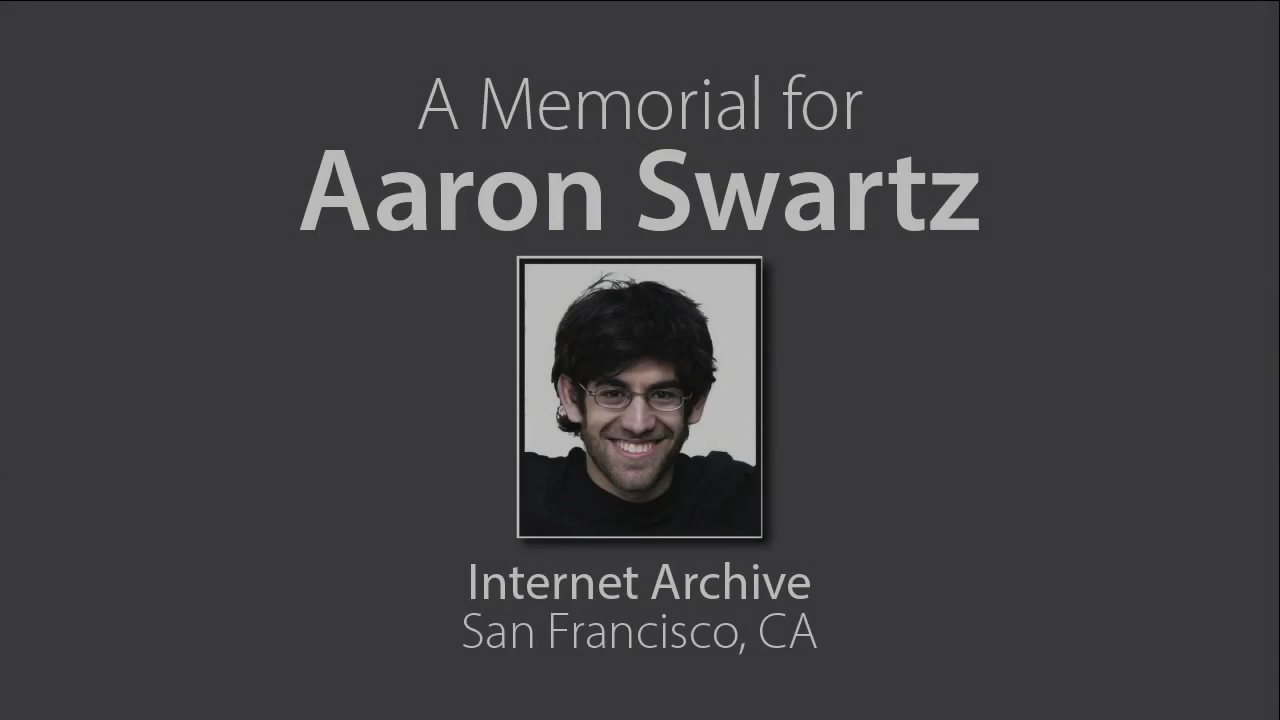 A Memorial for
Aaron Swartz
Internet Archive
San Francisco, CA